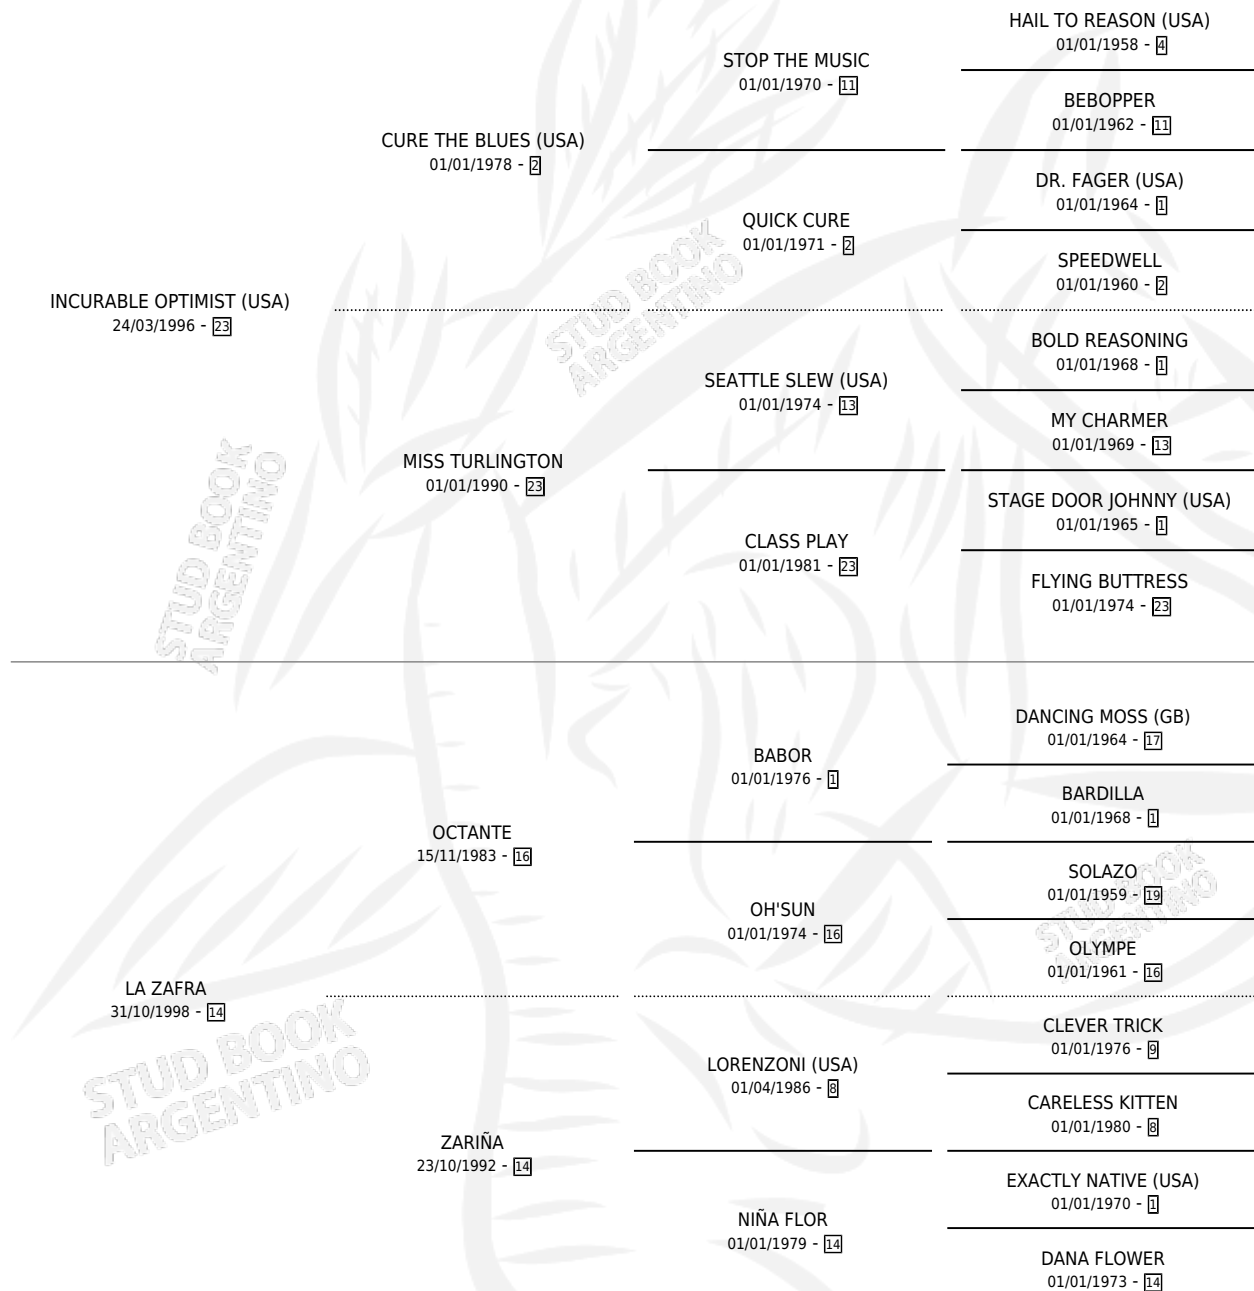 HAIL TO REASON (USA)
01/01/1958 - 4
STOP THE MUSIC
01/01/1970 - 11
BEBOPPER
01/01/1962 - 11
CURE THE BLUES (USA)
01/01/1978 - 2
DR. FAGER (USA)
01/01/1964 - 1
QUICK CURE
01/01/1971 - 2
SPEEDWELL
01/01/1960 - 2
INCURABLE OPTIMIST (USA)
24/03/1996 - 23
BOLD REASONING
01/01/1968 - 1
SEATTLE SLEW (USA)
01/01/1974 - 13
MY CHARMER
01/01/1969 - 13
MISS TURLINGTON
01/01/1990 - 23
STAGE DOOR JOHNNY (USA)
01/01/1965 - 1
CLASS PLAY
01/01/1981 - 23
FLYING BUTTRESS
01/01/1974 - 23
DANCING MOSS (GB)
01/01/1964 - 17
BABOR
01/01/1976 - 1
BARDILLA
01/01/1968 - 1
OCTANTE
15/11/1983 - 16
SOLAZO
01/01/1959 - 19
OH'SUN
01/01/1974 - 16
OLYMPE
01/01/1961 - 16
LA ZAFRA
31/10/1998 - 14
CLEVER TRICK
01/01/1976 - 9
LORENZONI (USA)
01/04/1986 - 8
CARELESS KITTEN
01/01/1980 - 8
ZARIÑA
23/10/1992 - 14
EXACTLY NATIVE (USA)
01/01/1970 - 1
NIÑA FLOR
01/01/1979 - 14
DANA FLOWER
01/01/1973 - 14
STUD BOOK
ARGENTINO
STUD BOOK
ARGENTINO
STUD BOOK
ARGENTINO
STUD BOOK
ARGENTINO